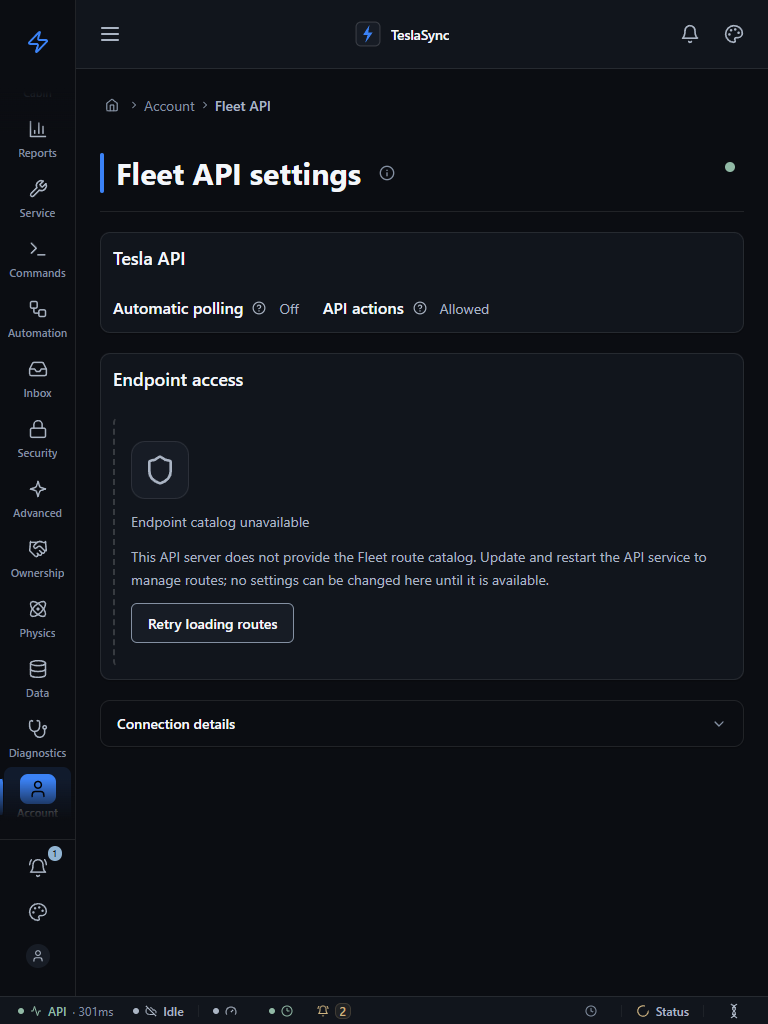 TeslaSync
Account
Fleet API
Reports
Service
Commands
Automation
Inbox
Security
Advanced
Ownership
Physics
Data
Diagnostics
Account
1
Fleet API settings
Tesla API
Automatic polling ? Off API actions ? Allowed
Endpoint access
Endpoint catalog unavailable
This API server does not provide the Fleet route catalog. Update and restart the API service to
manage routes; no settings can be changed here until it is available.
Retry loading routes
Connection details
API · 301ms Idle 2 Status